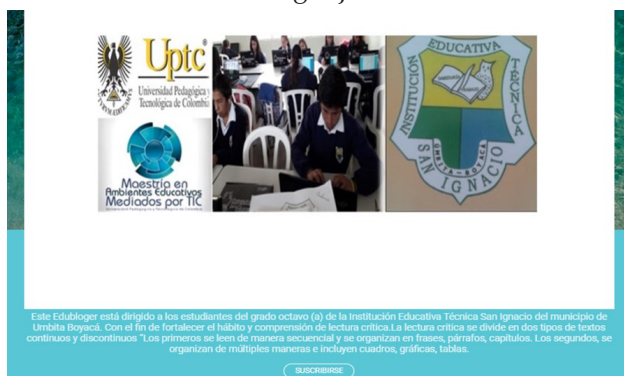 Uptc
Universidad Pedagógica y
Tecnológica de Colombia
Maestría en
Ambientes Educativos
Mediados por TIC
INSTITUCIÓN EDUCATIVA TÉCNICA
UMBITA - BOYACÁ
SAN IGNACIO
Este Edubloger está dirigido a los estudiantes del grado octavo (a) de la Institución Educativa Técnica San Ignacio del municipio de
Umbita Boyacá. Con el fin de fortalecer el hábito y comprensión de lectura crítica.La lectura critica se divide en dos tipos de textos
continuos y discontinuos "Los primeros se leen de manera secuencial y se organizan en frases, párrafos, capítulos. Los segundos, se
organizan de múltiples maneras e incluyen cuadros, gráficas, tablas.
SUSCRIBIRSE